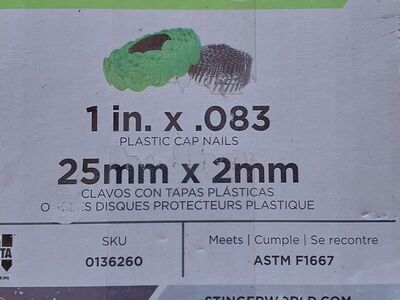 1 in. x .083
PLASTIC CAP NAILS
25mm x 2mm
CLAVOS CON TAPAS PLÁSTICAS
DISQUES PROTECTEURS PLASTIQUE
SKU
0136260
Meets | Cumple | Se recontre
ASTM F1667